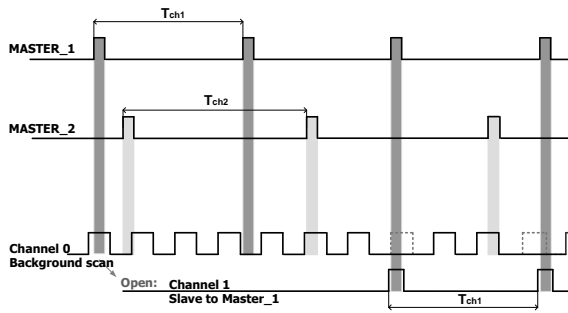 Tch1
MASTER_1
Tch2
MASTER_2
Channel 0
Background scan
Open: Channel 1
Slave to Master_1
Tch1